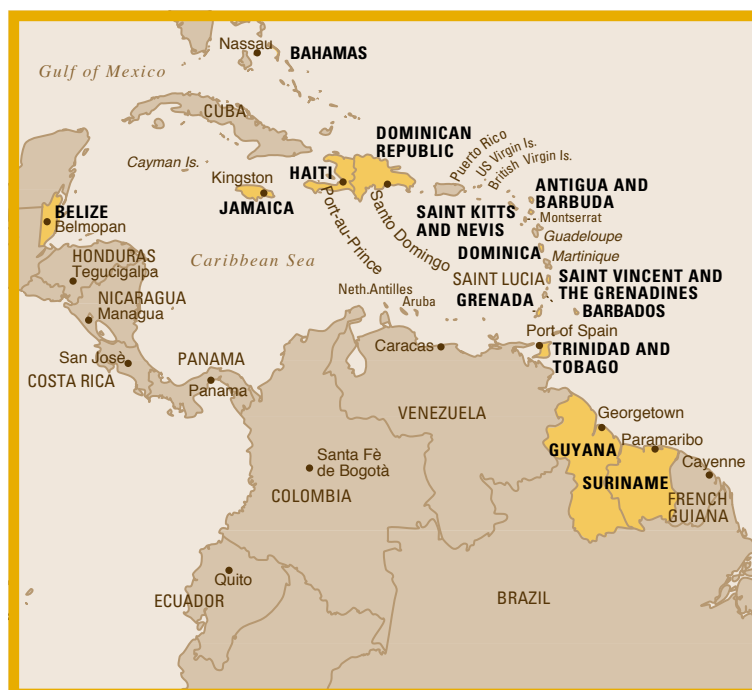 Nassau
BAHAMAS
Gulf of Mexico
CUBA
DOMINICAN
REPUBLIC
Puerto Rico
US Virgin Is.
British Virgin Is.
Cayman Is.
Kingston
HAITI
JAMAICA
Port-au-Prince
Santo Domingo
SAINT KITTS
AND NEVIS
ANTIGUA AND
BARBUDA
Montserrat
Guadeloupe
BELIZE
Belmopan
DOMINICA
Martinique
HONDURAS
Tegucigalpa
Caribbean Sea
SAINT LUCIA
SAINT VINCENT AND
THE GRENADINES
NICARAGUA
Managua
Neth.Antilles
Aruba
GRENADA
BARBADOS
Port of Spain
San Josè
COSTA RICA
PANAMA
Panama
Caracas
TRINIDAD AND
TOBAGO
VENEZUELA
Georgetown
GUYANA
Paramaribo
Cayenne
Santa Fè
de Bogotà
COLOMBIA
SURINAME
FRENCH
GUIANA
Quito
ECUADOR
BRAZIL